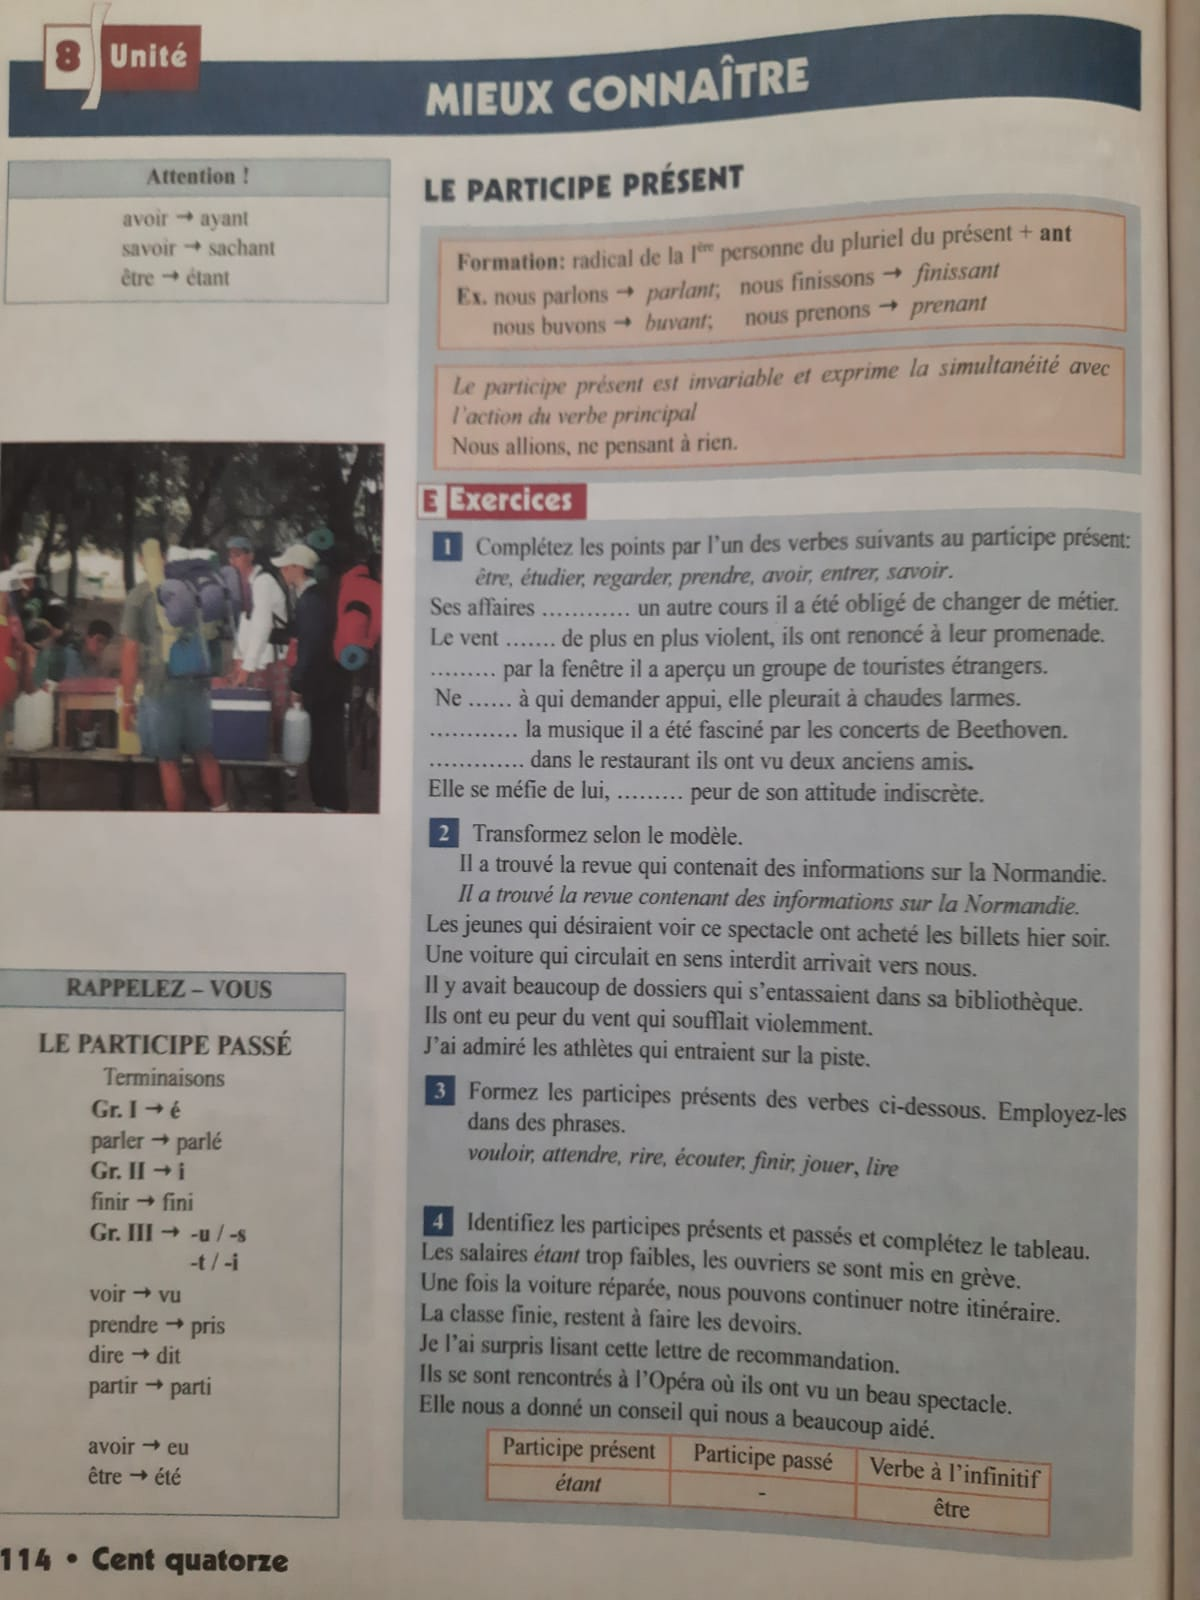 8 Unité
MIEUX CONNAÎTRE
Attention !
avoir → ayant
savoir → sachant
être → étant
LE PARTICIPE PRÉSENT
Formation: radical de la 1ère personne du pluriel du présent + ant
Ex. nous parlons → parlant; nous finissons → finissant
nous buvons → buvant; nous prenons → prenant
Le participe présent est invariable et exprime la simultanéité avec
l'action du verbe principal
Nous allions, ne pensant à rien.
E Exercices
1 Complétez les points par l'un des verbes suivants au participe présent:
être, étudier, regarder, prendre, avoir, entrer, savoir.
Ses affaires ............ un autre cours il a été obligé de changer de métier.
Le vent ....... de plus en plus violent, ils ont renoncé à leur promenade.
......... par la fenêtre il a aperçu un groupe de touristes étrangers.
Ne ...... à qui demander appui, elle pleurait à chaudes larmes.
............ la musique il a été fasciné par les concerts de Beethoven.
............. dans le restaurant ils ont vu deux anciens amis.
Elle se méfie de lui, ......... peur de son attitude indiscrète.
2 Transformez selon le modèle.
Il a trouvé la revue qui contenait des informations sur la Normandie.
Il a trouvé la revue contenant des informations sur la Normandie.
Les jeunes qui désiraient voir ce spectacle ont acheté les billets hier soir.
Une voiture qui circulait en sens interdit arrivait vers nous.
Il y avait beaucoup de dossiers qui s'entassaient dans sa bibliothèque.
Ils ont eu peur du vent qui soufflait violemment.
J'ai admiré les athlètes qui entraient sur la piste.
3 Formez les participes présents des verbes ci-dessous. Employez-les
dans des phrases.
vouloir, attendre, rire, écouter, finir, jouer, lire
4 Identifiez les participes présents et passés et complétez le tableau.
Les salaires étant trop faibles, les ouvriers se sont mis en grève.
Une fois la voiture réparée, nous pouvons continuer notre itinéraire.
La classe finie, restent à faire les devoirs.
Je l'ai surpris lisant cette lettre de recommandation.
Ils se sont rencontrés à l'Opéra où ils ont vu un beau spectacle.
Elle nous a donné un conseil qui nous a beaucoup aidé.
Participe présent Participe passé Verbe à l'infinitif
étant - être
RAPPELEZ – VOUS
LE PARTICIPE PASSÉ
Terminaisons
Gr. I → é
parler → parlé
Gr. II → i
finir → fini
Gr. III → -u / -s
-t / -i
voir → vu
prendre → pris
dire → dit
partir → parti
avoir → eu
être → été
114 • Cent quatorze